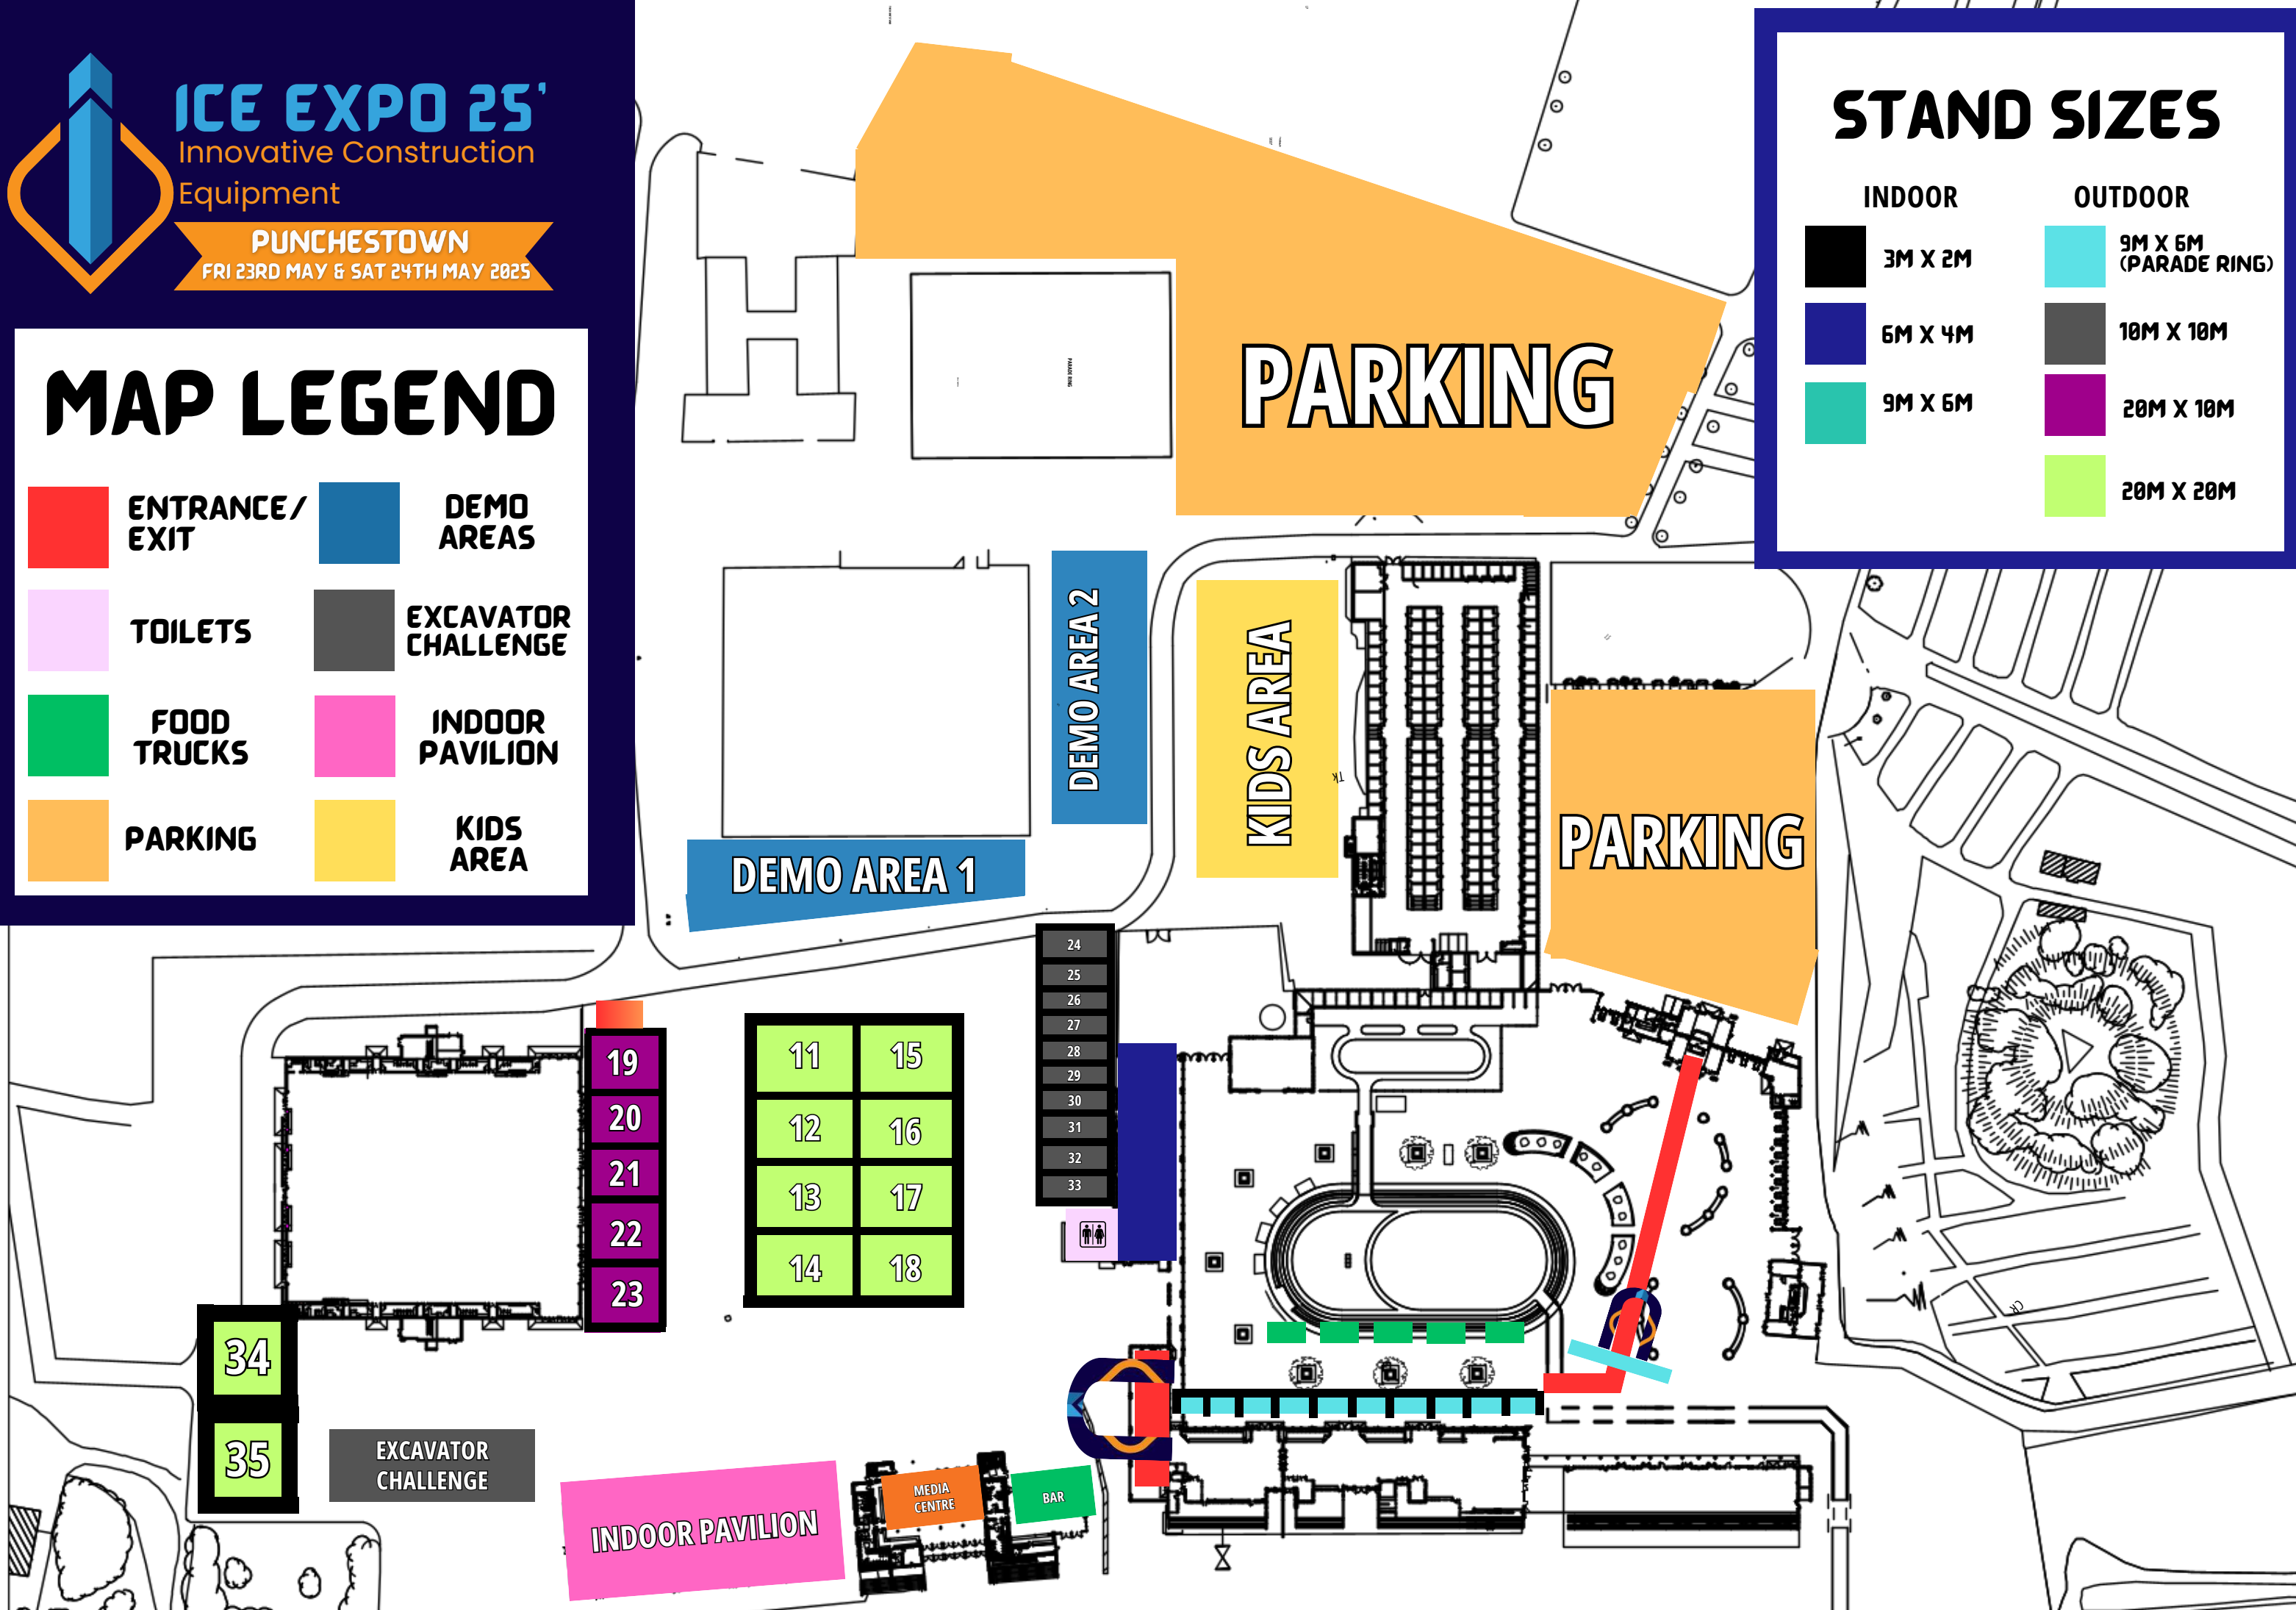 ICE EXPO 25'
Innovative Construction
Equipment
PUNCHESTOWN
FRI 23RD MAY & SAT 24TH MAY 2025
MAP LEGEND
ENTRANCE/
EXIT
DEMO
AREAS
TOILETS
EXCAVATOR
CHALLENGE
FOOD
TRUCKS
INDOOR
PAVILION
PARKING
KIDS
AREA
STAND SIZES
INDOOR
OUTDOOR
3M X 2M
9M X 6M
(PARADE RING)
6M X 4M
10M X 10M
9M X 6M
20M X 10M
20M X 20M
PARKING
PARADE RING
DEMO AREA 2
KIDS AREA
TK
PARKING
DEMO AREA 1
24
25
26
27
28
29
30
31
32
33
19
20
21
22
23
11
15
12
16
13
17
14
18
34
35
EXCAVATOR
CHALLENGE
INDOOR PAVILION
MEDIA
CENTRE
BAR
CR